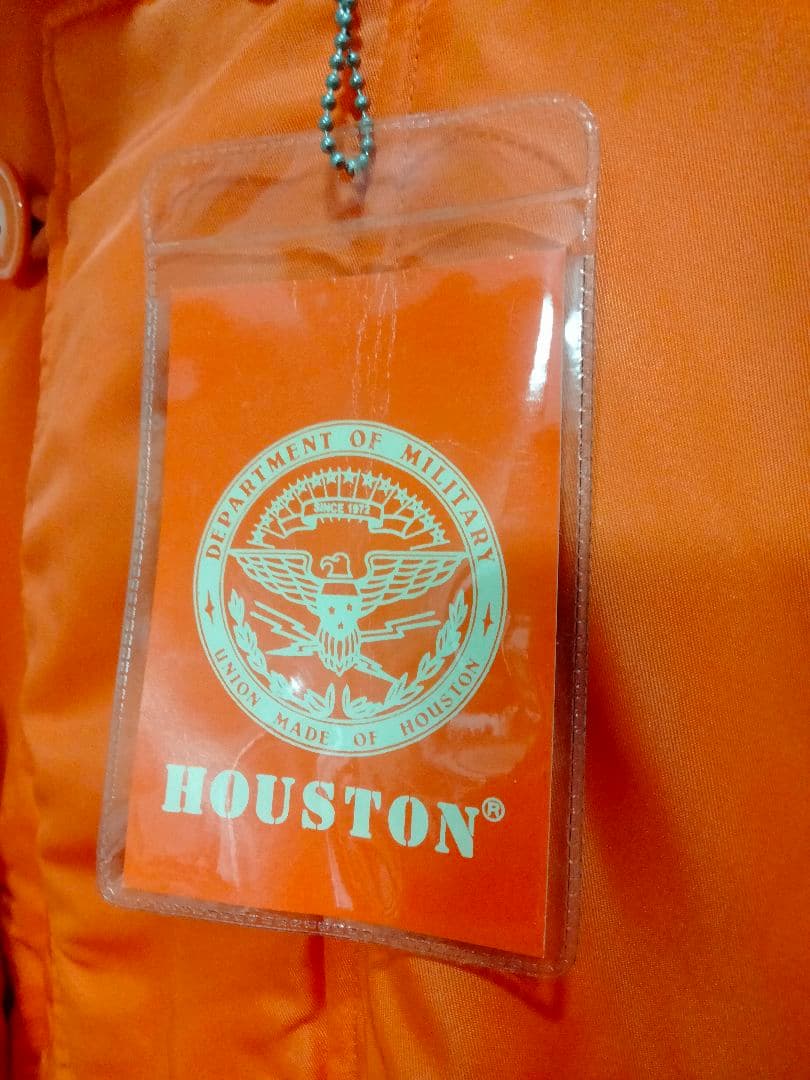 DEPARTMENT OF MILITARY
SINCE 1972
UNION MADE OF HOUSTON
HOUSTON®